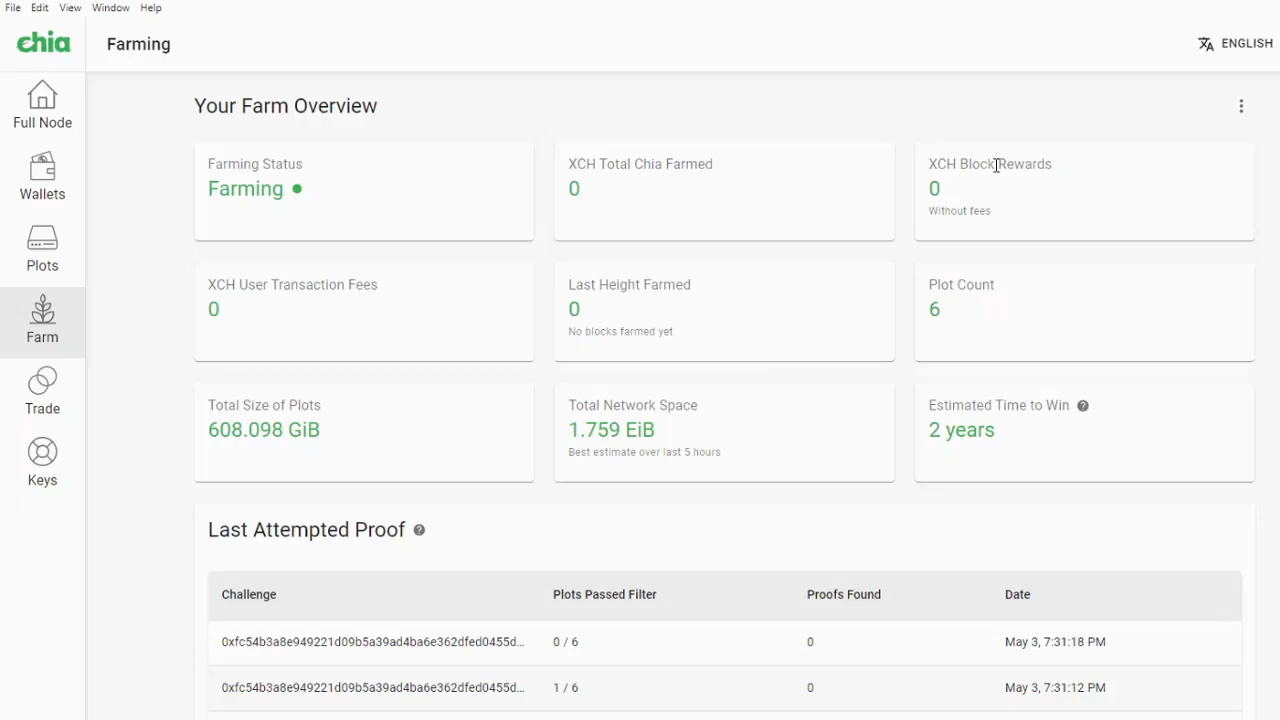 File Edit View Window Help
chia
Farming
ENGLISH
Full Node
Wallets
Plots
Farm
Trade
Keys
Your Farm Overview
Farming Status
Farming
XCH Total Chia Farmed
0
XCH Block Rewards
0
Without fees
XCH User Transaction Fees
0
Last Height Farmed
0
No blocks farmed yet
Plot Count
6
Total Size of Plots
608.098 GiB
Total Network Space
1.759 EiB
Best estimate over last 5 hours
Estimated Time to Win
2 years
Last Attempted Proof
Challenge Plots Passed Filter Proofs Found Date
0xfc54b3a8e949221d09b5a39ad4ba6e362dfed0455d... 0 / 6 0 May 3, 7:31:18 PM
0xfc54b3a8e949221d09b5a39ad4ba6e362dfed0455d... 1 / 6 0 May 3, 7:31:12 PM